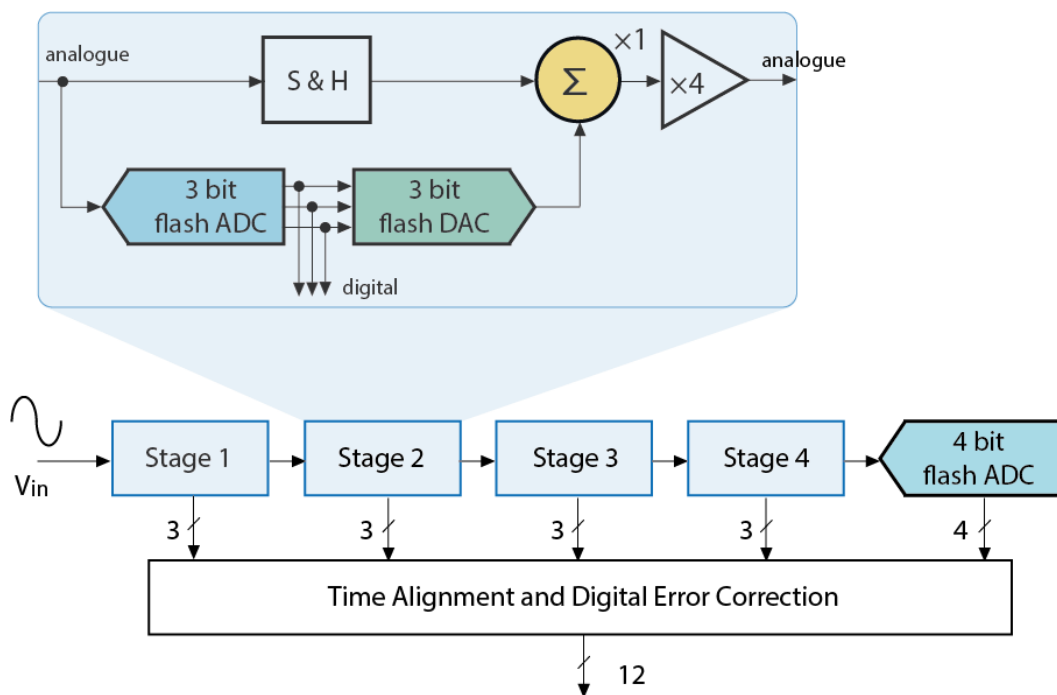 analogue
S & H
Σ
×1
×4
analogue
3 bit
flash ADC
3 bit
flash DAC
digital
Vin
Stage 1
Stage 2
Stage 3
Stage 4
4 bit
flash ADC
3
3
3
3
4
Time Alignment and Digital Error Correction
12